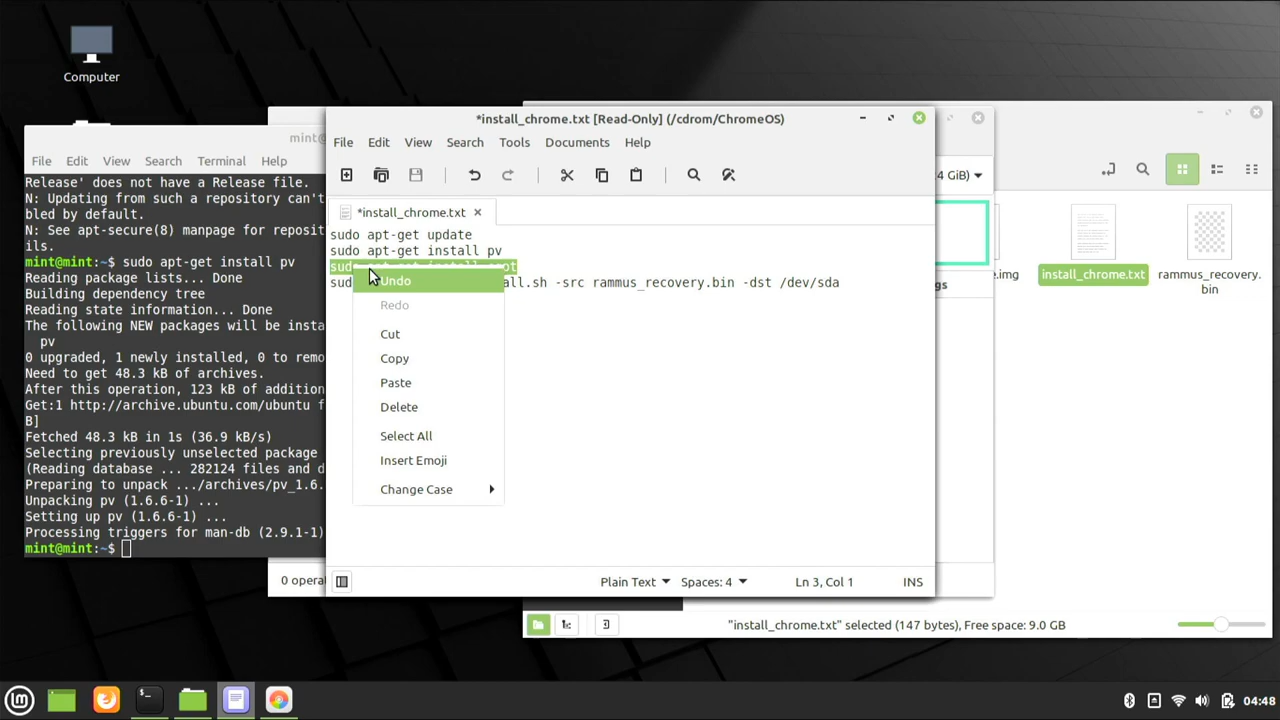 Computer
*install_chrome.txt [Read-Only] (/cdrom/ChromeOS)
File Edit View Search Tools Documents Help
*install_chrome.txt
sudo apt-get update
sudo apt-get install pv
sud
.sh -src rammus_recovery.bin -dst /dev/sda
Undo
Redo
Cut
Copy
Paste
Delete
Select All
Insert Emoji
Change Case
Plain Text Spaces: 4 Ln 3, Col 1 INS
mint@
File Edit View Search Terminal Help
Release' does not have a Release file.
N: Updating from such a repository can't
bled by default.
N: See apt-secure(8) manpage for reposit
ils.
mint@mint:~$ sudo apt-get install pv
Reading package lists... Done
Building dependency tree
Reading state information... Done
The following NEW packages will be insta
pv
0 upgraded, 1 newly installed, 0 to remo
Need to get 48.3 kB of archives.
After this operation, 123 kB of addition
Get:1 http://archive.ubuntu.com/ubuntu f
B]
Fetched 48.3 kB in 1s (36.9 kB/s)
Selecting previously unselected package
(Reading database ... 282124 files and d
Preparing to unpack .../archives/pv_1.6.
Unpacking pv (1.6.6-1) ...
Setting up pv (1.6.6-1) ...
Processing triggers for man-db (2.9.1-1)
mint@mint:~$
0 opera
4 GiB)
gs
e.img
install_chrome.txt
rammus_recovery.
bin
"install_chrome.txt" selected (147 bytes), Free space: 9.0 GB
04:48